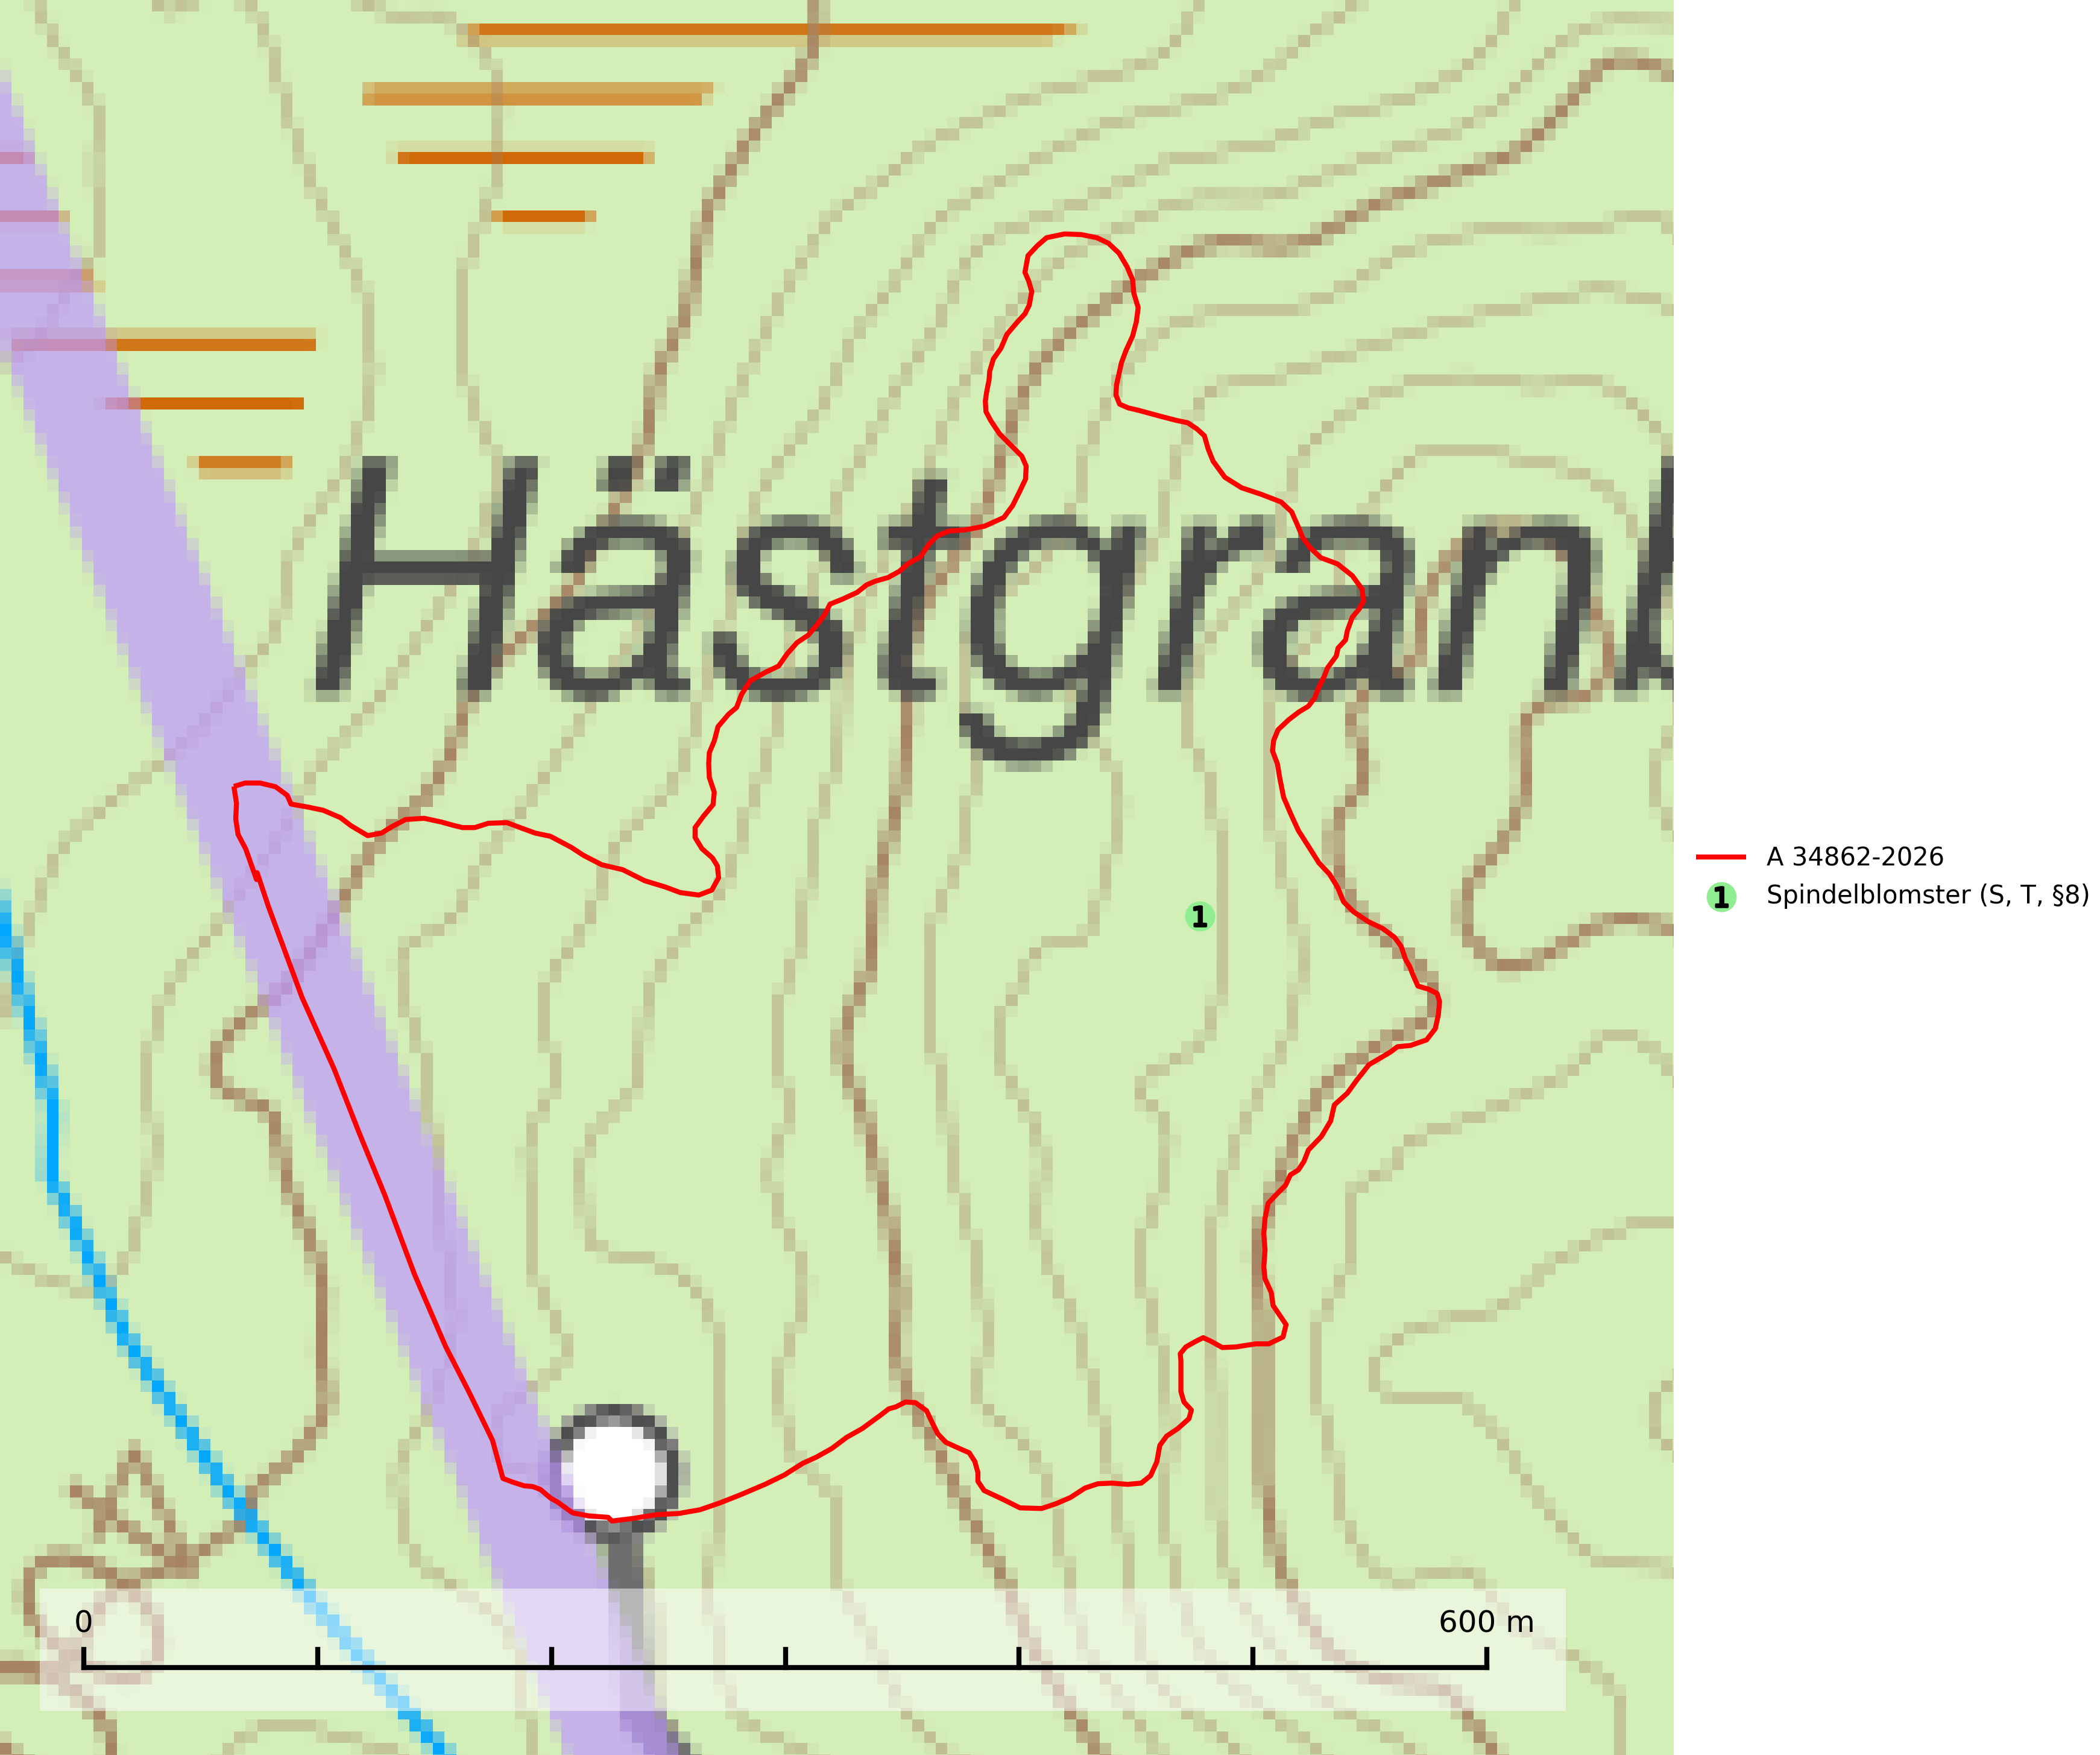 Hästgran
A 34862-2026
1 Spindelblomster (S, T, §8)
1
0 600 m